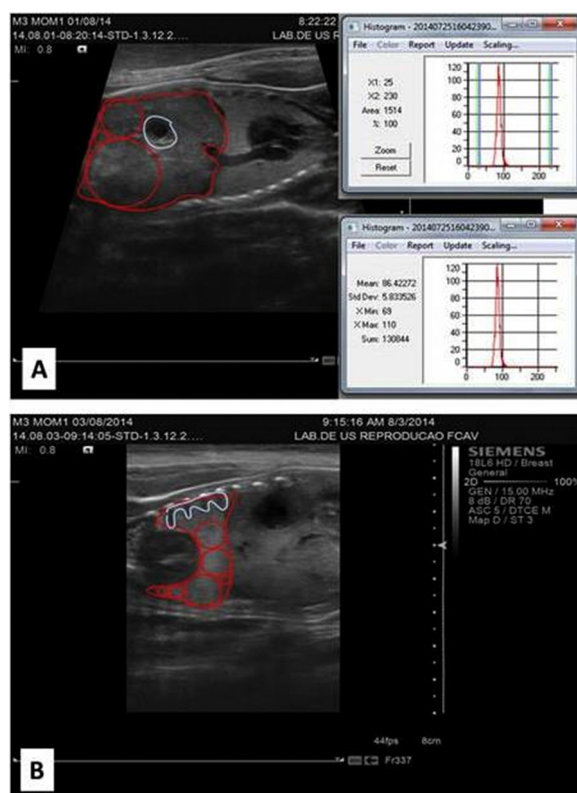 M3 MOM1 01/08/14 8:22:22
14.08.01-08:20:14-STD-1.3.12.2.... LAB.DE US RE
MI: 0.8
Histogram - 2014072516042390...
File Color Report Update Scaling...
X1: 25
X2: 230
Area: 1514
%: 100
Zoom
Reset
120
100
80
60
40
20
0
0 100 200
Histogram - 2014072516042390...
File Color Report Update Scaling...
Mean: 86.42272
Std Dev: 5.833526
X Min: 69
X Max: 110
Sum: 130844
120
100
80
60
40
20
0
0 100 200
A
M3 MOM1 03/08/2014 9:15:16 AM 8/3/2014
14.08.03-09:14:05-STD-1.3.12.2.... LAB.DE US REPRODUCAO FCAV
MI: 0.8
SIEMENS
18L6 HD / Breast
General
2D 100%
GEN / 15.00 MHz
8 dB / DR 70
ASC 5 / DTCE M
Map D / ST 3
44fps 8cm
Fr337
B